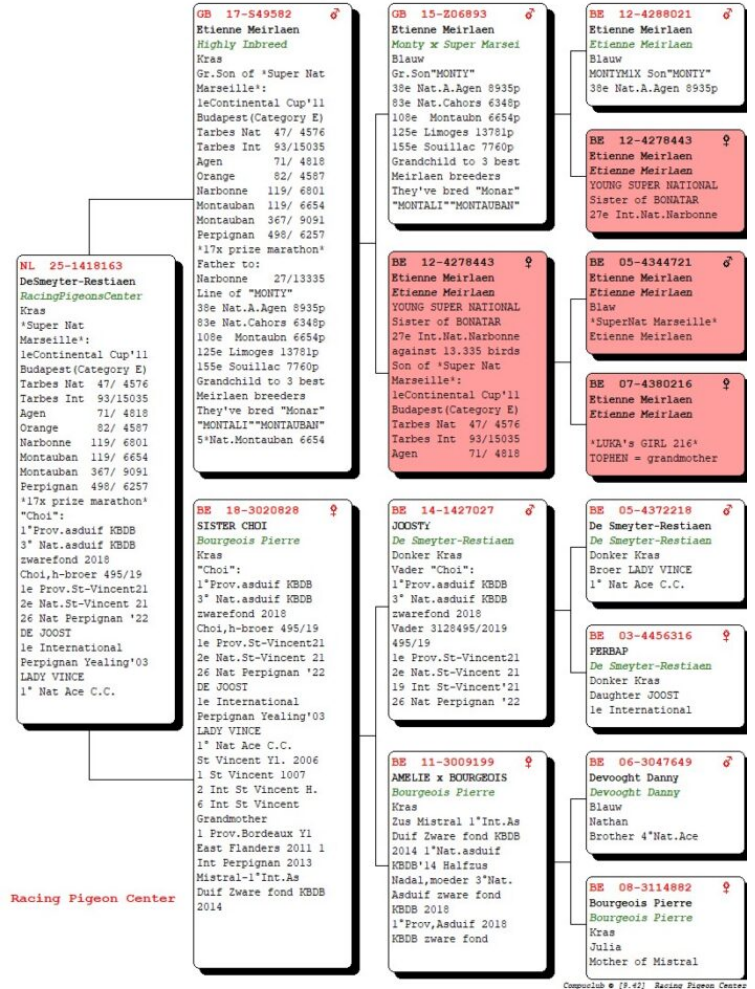 NL 25-1418163
DeSmeyter-Restiaen
RacingPigeonsCenter
Kras
*Super Nat
Marseille*:
1eContinental Cup'11
Budapest(Category E)
Tarbes Nat 47/ 4576
Tarbes Int 93/15035
Agen 71/ 4818
Orange 82/ 4587
Narbonne 119/ 6801
Montauban 119/ 6654
Montauban 367/ 9091
Perpignan 498/ 6257
*17x prize marathon*
"Choi":
1°Prov.asduif KBDB
3° Nat.asduif KBDB
zwarefond 2018
Choi,h-broer 495/19
1e Prov.St-Vincent21
2e Nat.St-Vincent 21
26 Nat Perpignan '22
DE JOOST
1e International
Perpignan Yealing'03
LADY VINCE
1° Nat Ace C.C.
GB 17-S49582 ♂
Etienne Meirlaen
Highly Inbreed
Kras
Gr.Son of *Super Nat
Marseille*:
1eContinental Cup'11
Budapest(Category E)
Tarbes Nat 47/ 4576
Tarbes Int 93/15035
Agen 71/ 4818
Orange 82/ 4587
Narbonne 119/ 6801
Montauban 119/ 6654
Montauban 367/ 9091
Perpignan 498/ 6257
*17x prize marathon*
Father to:
Narbonne 27/13335
Line of "MONTY"
38e Nat.A.Agen 8935p
83e Nat.Cahors 6348p
108e Montaubn 6654p
125e Limoges 13781p
155e Souillac 7760p
Grandchild to 3 best
Meirlaen breeders
They've bred "Monar"
"MONTALI""MONTAUBAN"
5*Nat.Montauban 6654
BE 18-3020828 ♀
SISTER CHOI
Bourgeois Pierre
Kras
"Choi":
1°Prov.asduif KBDB
3° Nat.asduif KBDB
zwarefond 2018
Choi,h-broer 495/19
1e Prov.St-Vincent21
2e Nat.St-Vincent 21
26 Nat Perpignan '22
DE JOOST
1e International
Perpignan Yealing'03
LADY VINCE
1° Nat Ace C.C.
St Vincent Yl. 2006
1 St Vincent 1007
2 Int St Vincent H.
6 Int St Vincent
Grandmother
1 Prov.Bordeaux Yl
East Flanders 2011 1
Int Perpignan 2013
Mistral-1°Int.As
Duif Zware fond KBDB
2014
GB 15-Z06893 ♂
Etienne Meirlaen
Monty x Super Marsei
Blauw
Gr.Son"MONTY"
38e Nat.A.Agen 8935p
83e Nat.Cahors 6348p
108e Montaubn 6654p
125e Limoges 13781p
155e Souillac 7760p
Grandchild to 3 best
Meirlaen breeders
They've bred "Monar"
"MONTALI""MONTAUBAN"
BE 12-4278443 ♀
Etienne Meirlaen
Etienne Meirlaen
YOUNG SUPER NATIONAL
Sister of BONATAR
27e Int.Nat.Narbonne
against 13.335 birds
Son of *Super Nat
Marseille*:
1eContinental Cup'11
Budapest(Category E)
Tarbes Nat 47/ 4576
Tarbes Int 93/15035
Agen 71/ 4818
BE 14-1427027 ♂
JOOSTY
De Smeyter-Restiaen
Donker Kras
Vader "Choi":
1°Prov.asduif KBDB
3° Nat.asduif KBDB
zwarefond 2018
Vader 3128495/2019
495/19
1e Prov.St-Vincent21
2e Nat.St-Vincent 21
19 Int St-Vincent'21
26 Nat Perpignan '22
BE 11-3009199 ♀
AMELIE x BOURGEOIS
Bourgeois Pierre
Kras
Zus Mistral 1°Int.As
Duif Zware fond KBDB
2014 1°Nat.asduif
KBDB'14 Halfzus
Nadal,moeder 3°Nat.
Asduif zware fond
KBDB 2018
1°Prov,Asduif 2018
KBDB zware fond
BE 12-4288021 ♂
Etienne Meirlaen
Etienne Meirlaen
Blauw
MONTYMIX Son"MONTY"
38e Nat.A.Agen 8935p
BE 12-4278443 ♀
Etienne Meirlaen
Etienne Meirlaen
YOUNG SUPER NATIONAL
Sister of BONATAR
27e Int.Nat.Narbonne
BE 05-4344721 ♂
Etienne Meirlaen
Etienne Meirlaen
Blaw
*SuperNat Marseille*
Etienne Meirlaen
BE 07-4380216 ♀
Etienne Meirlaen
Etienne Meirlaen
*LUKA's GIRL 216*
TOPHEN = grandmother
BE 05-4372218 ♂
De Smeyter-Restiaen
De Smeyter-Restiaen
Donker Kras
Broer LADY VINCE
1° Nat Ace C.C.
BE 03-4456316 ♀
PERBAP
De Smeyter-Restiaen
Donker Kras
Daughter JOOST
1e International
BE 06-3047649 ♂
Devooght Danny
Devooght Danny
Blauw
Nathan
Brother 4°Nat.Ace
BE 08-3114882 ♀
Bourgeois Pierre
Bourgeois Pierre
Kras
Julia
Mother of Mistral
Racing Pigeon Center
Compuclub © [9.42] Racing Pigeon Center